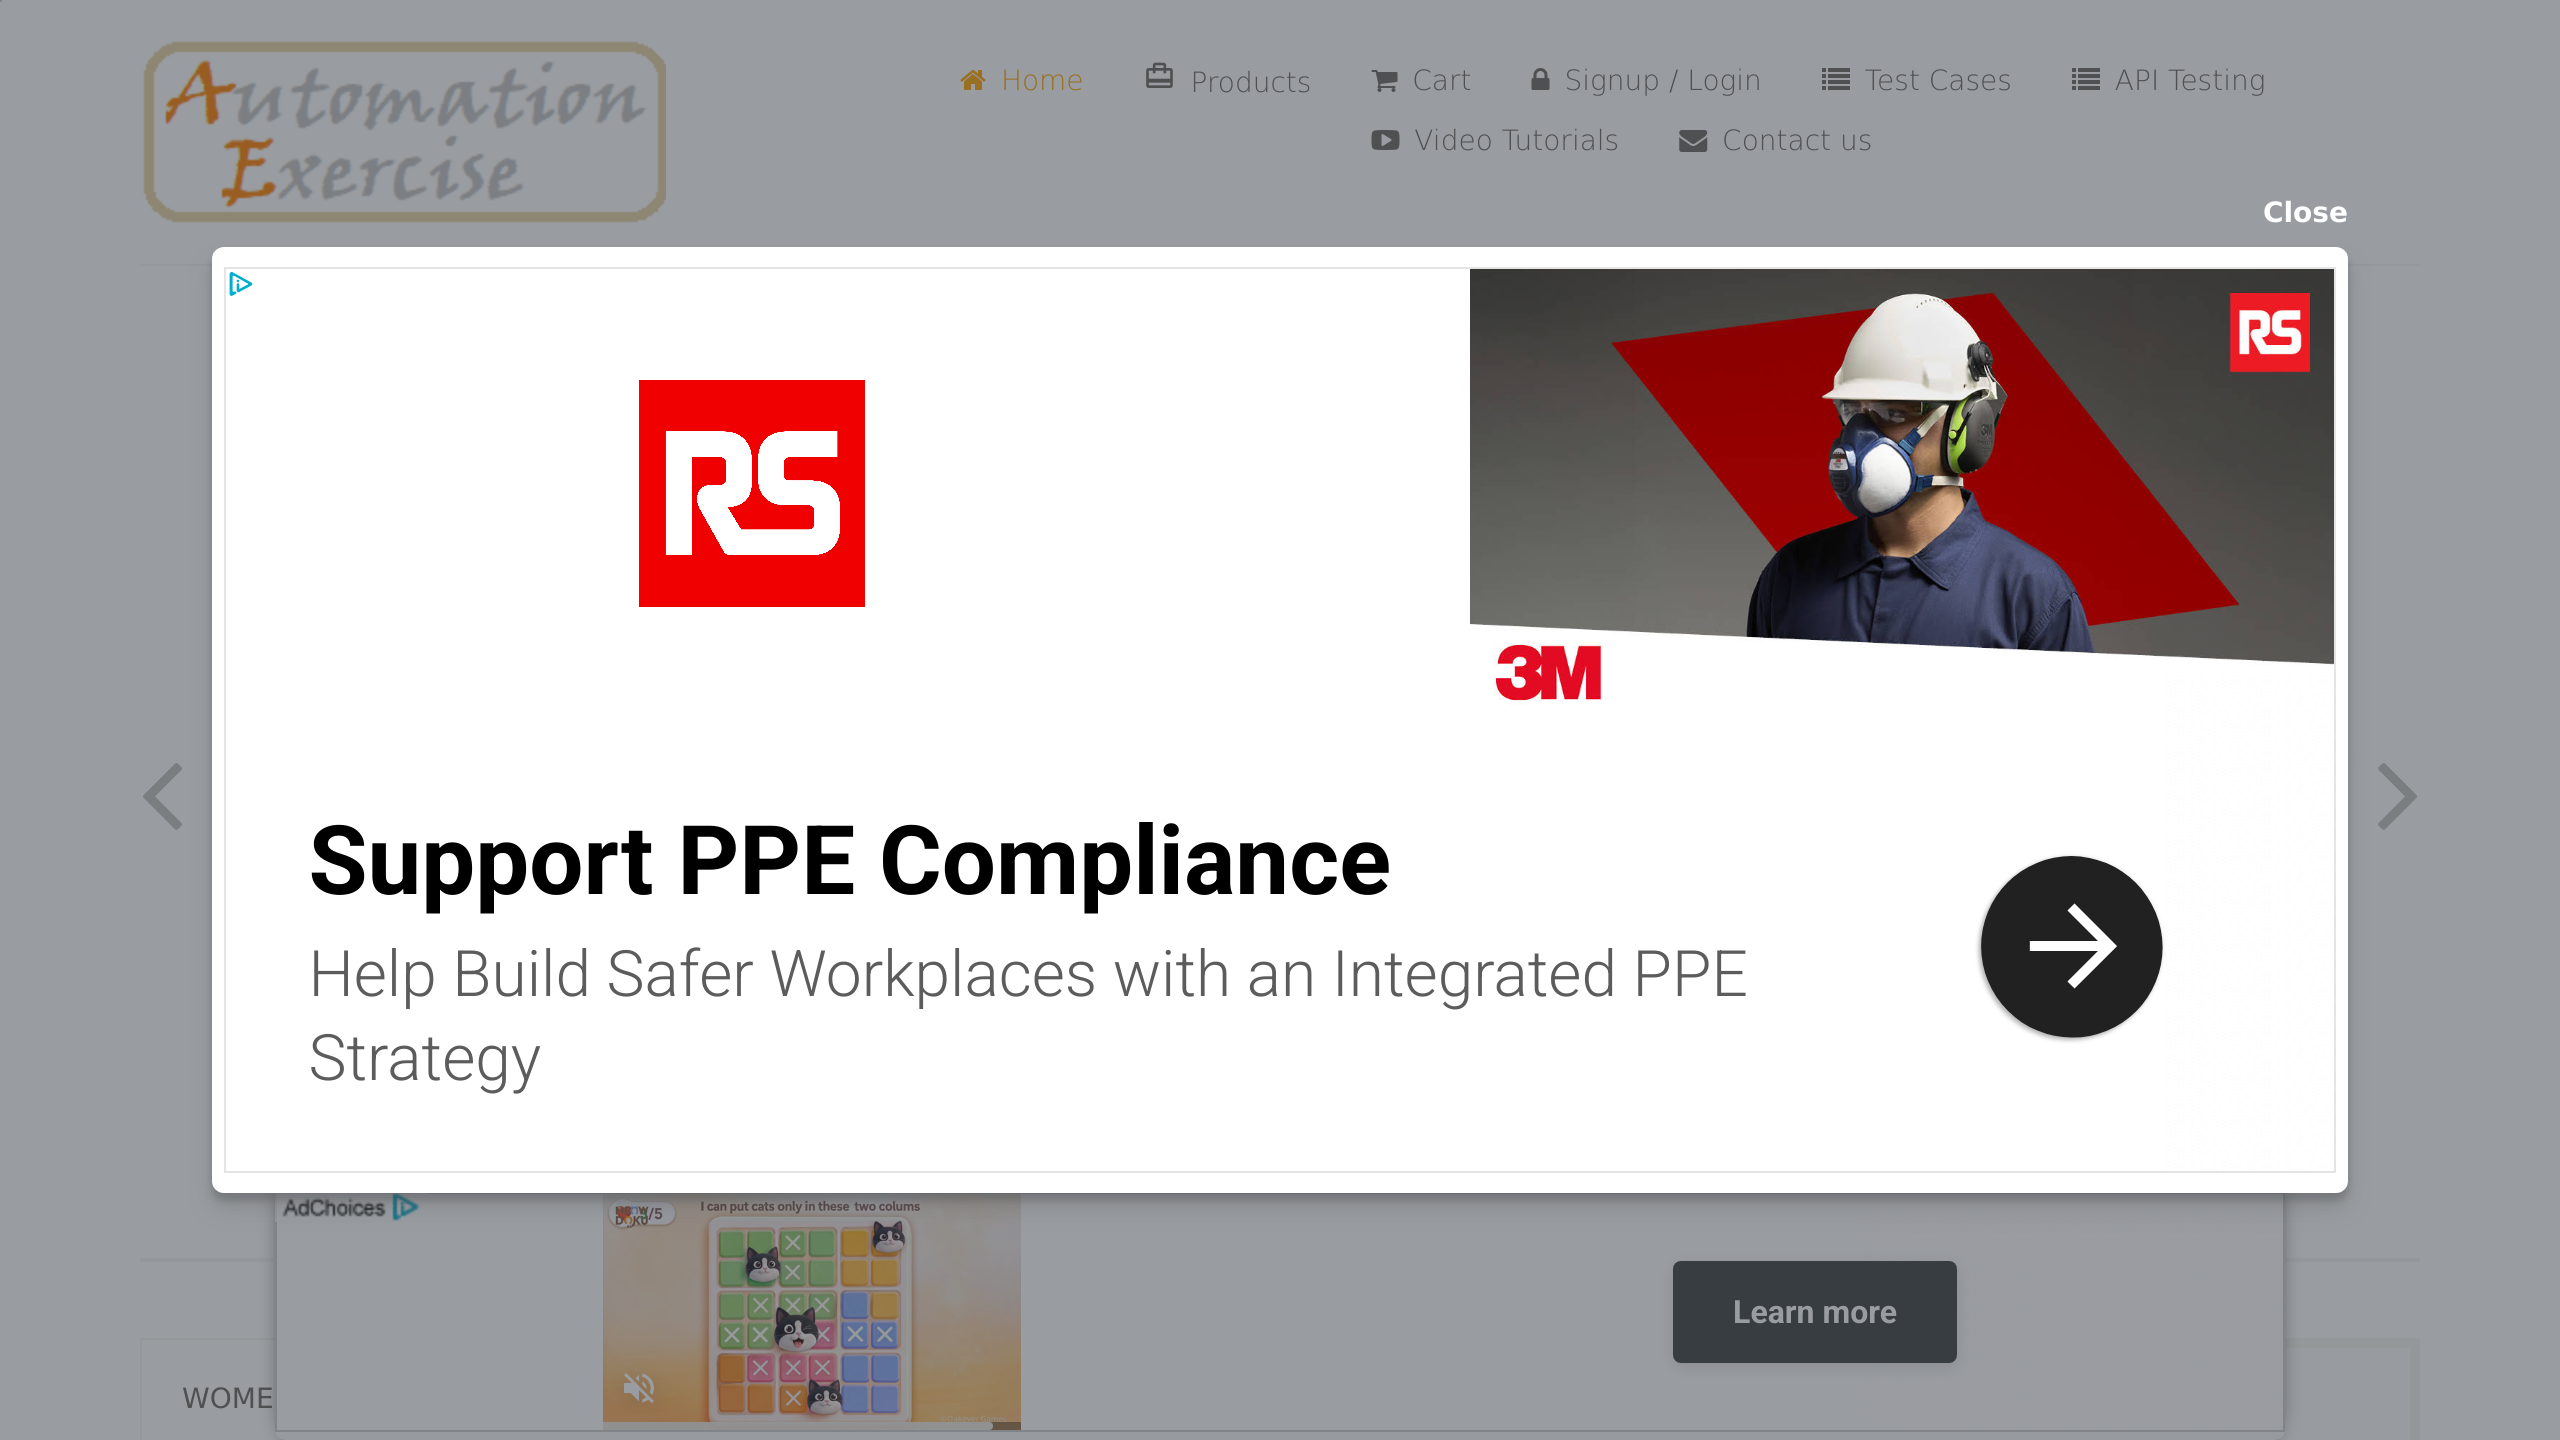 Automation
Exercise
Home
Products
Cart
Signup / Login
Test Cases
API Testing
Video Tutorials
Contact us
Close
RS
RS
3M
Support PPE Compliance
Help Build Safer Workplaces with an Integrated PPE
Strategy
AdChoices
/5
I can put cats only in these two colums
Learn more
WOME